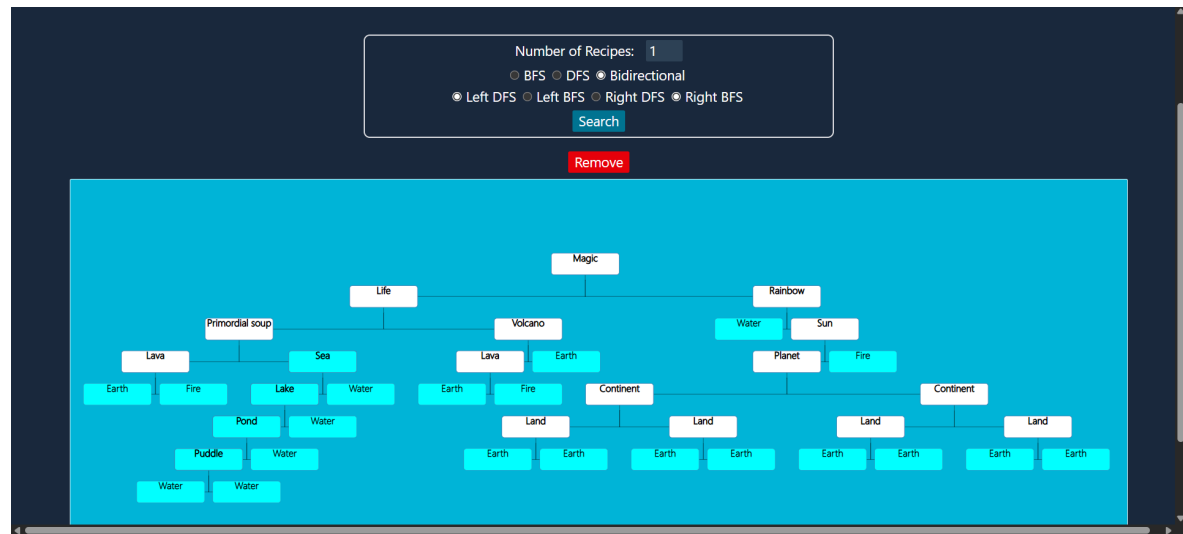 Number of Recipes: 1
BFS DFS Bidirectional
Left DFS Left BFS Right DFS Right BFS
Search
Remove
Magic
Life Rainbow
Primordial soup Volcano Water Sun
Lava Sea Lava Earth Planet Fire
Earth Fire Lake Water Earth Fire Continent Continent
Pond Water Land Land Land Land
Puddle Water Earth Earth Earth Earth Earth Earth Earth Earth
Water Water